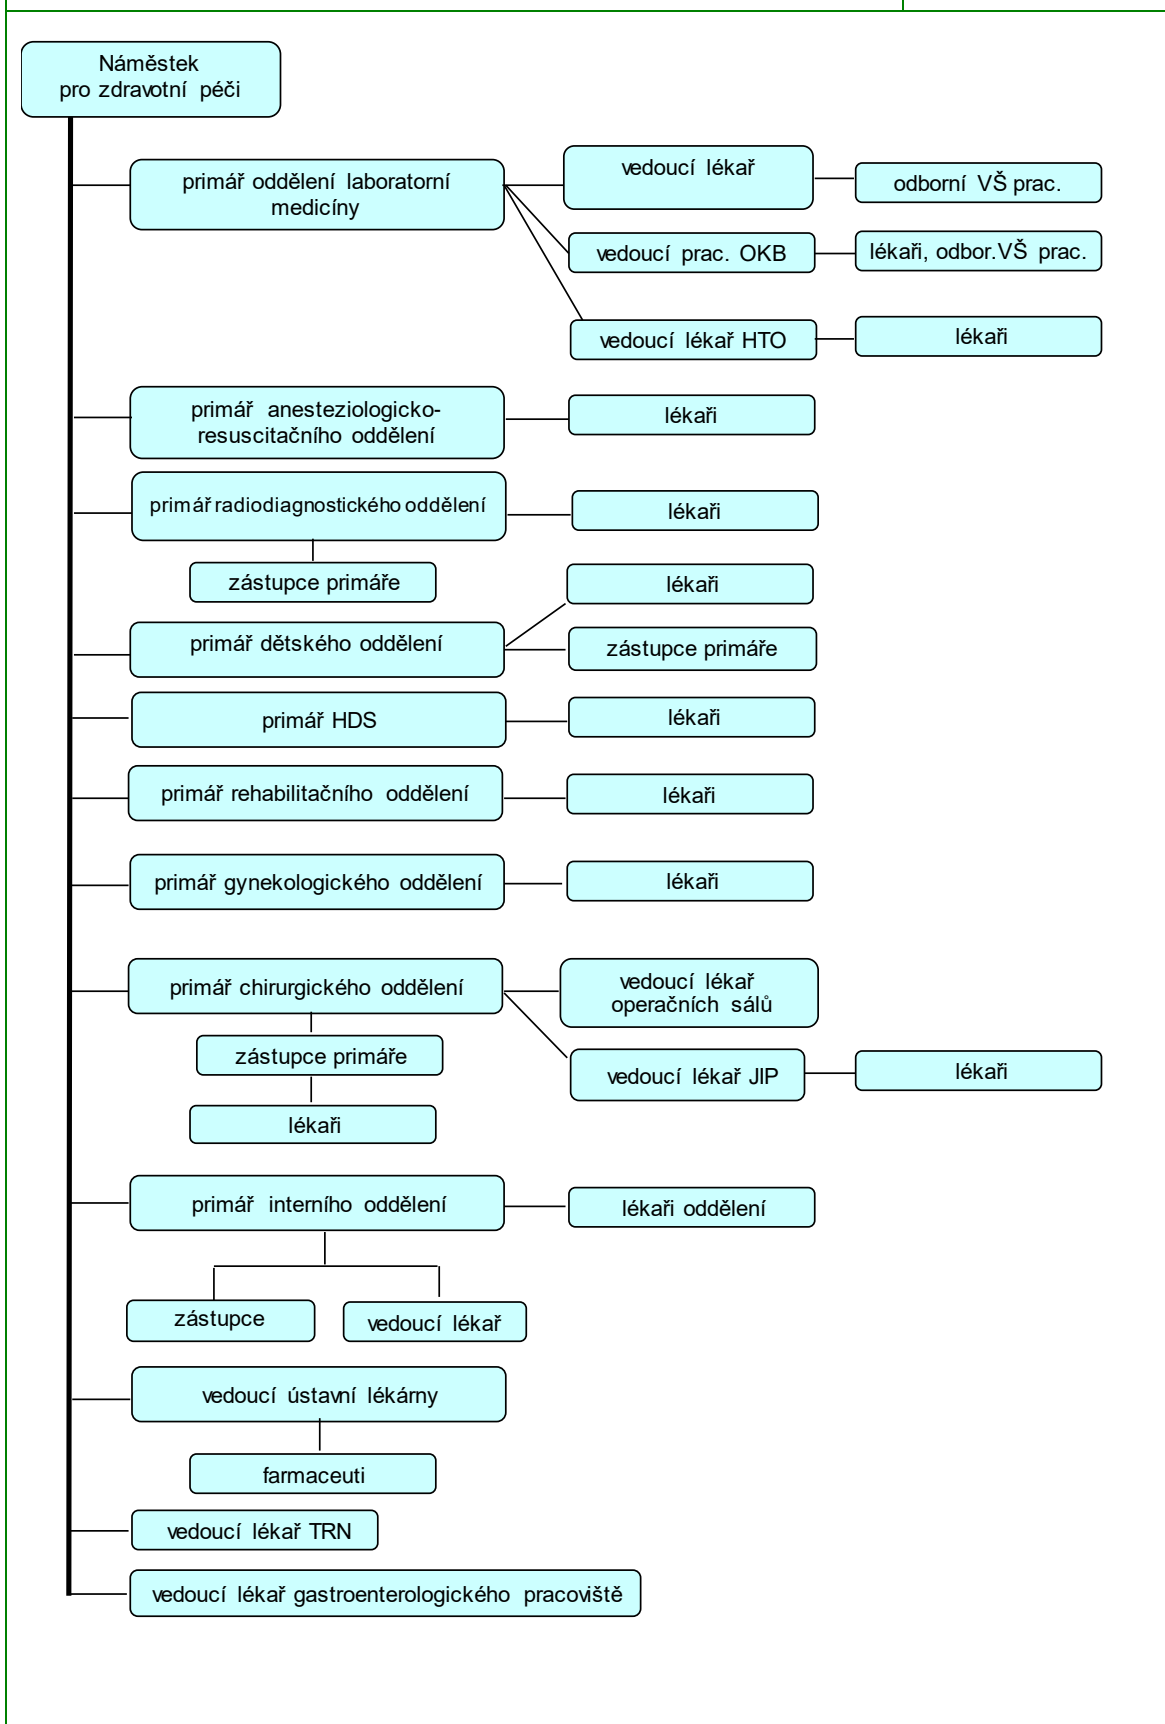 Náměstek
pro zdravotní péči
primář oddělení laboratorní
medicíny
vedoucí lékař
odborní VŠ prac.
vedoucí prac. OKB
lékaři, odbor.VŠ prac.
vedoucí lékař HTO
lékaři
primář anesteziologicko-
resuscitačního oddělení
lékaři
primář radiodiagnostického oddělení
lékaři
zástupce primáře
lékaři
primář dětského oddělení
zástupce primáře
primář HDS
lékaři
primář rehabilitačního oddělení
lékaři
primář gynekologického oddělení
lékaři
primář chirurgického oddělení
vedoucí lékař
operačních sálů
zástupce primáře
vedoucí lékař JIP
lékaři
lékaři
primář interního oddělení
lékaři oddělení
zástupce
vedoucí lékař
vedoucí ústavní lékárny
farmaceuti
vedoucí lékař TRN
vedoucí lékař gastroenterologického pracoviště